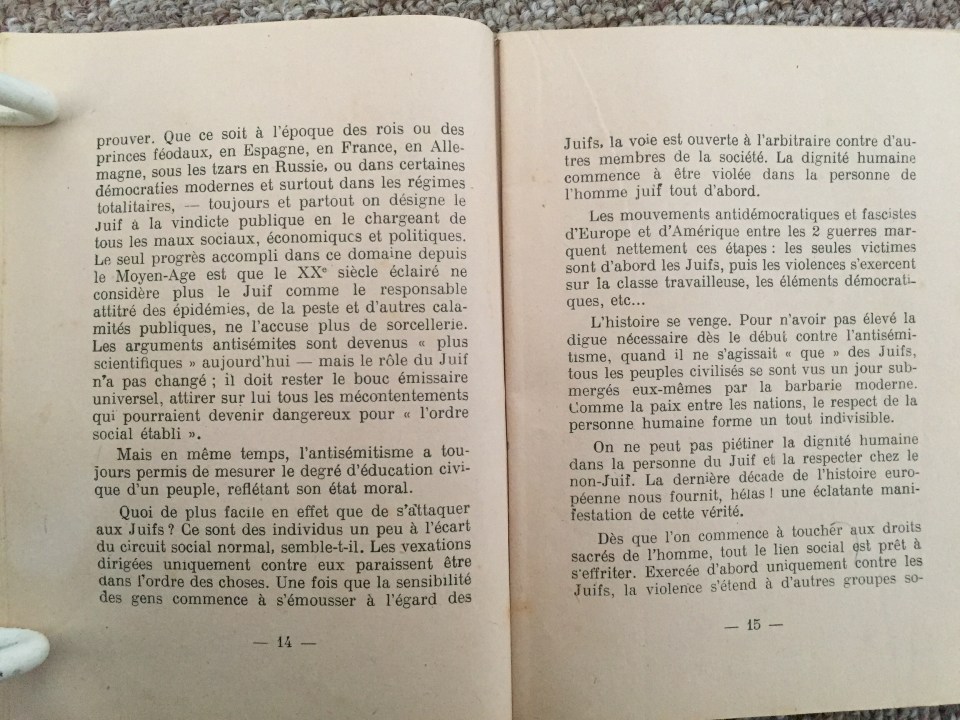 prouver. Que ce soit à l'époque des rois ou des
princes féodaux, en Espagne, en France, en Alle-
magne, sous les tzars en Russie, ou dans certaines
démocraties modernes et surtout dans les régimes
totalitaires, — toujours et partout on désigne le
Juif à la vindicte publique en le chargeant de
tous les maux sociaux, économiques et politiques.
Le seul progrès accompli dans ce domaine depuis
le Moyen-Age est que le XXe siècle éclairé ne
considère plus le Juif comme le responsable
attitré des épidémies, de la peste et d'autres cala-
mités publiques, ne l'accuse plus de sorcellerie.
Les arguments antisémites sont devenus « plus
scientifiques » aujourd'hui — mais le rôle du Juif
n'a pas changé ; il doit rester le bouc émissaire
universel, attirer sur lui tous les mécontentements
qui pourraient devenir dangereux pour « l'ordre
social établi ».
Mais en même temps, l'antisémitisme a tou-
jours permis de mesurer le degré d'éducation civi-
que d'un peuple, reflétant son état moral.
Quoi de plus facile en effet que de s'attaquer
aux Juifs ? Ce sont des individus un peu à l'écart
du circuit social normal, semble-t-il. Les vexations
dirigées uniquement contre eux paraissent être
dans l'ordre des choses. Une fois que la sensibilité
des gens commence à s'émousser à l'égard des
— 14 —
Juifs, la voie est ouverte à l'arbitraire contre d'au-
tres membres de la société. La dignité humaine
commence à être violée dans la personne de
l'homme juif tout d'abord.
Les mouvements antidémocratiques et fascistes
d'Europe et d'Amérique entre les 2 guerres mar-
quent nettement ces étapes : les seules victimes
sont d'abord les Juifs, puis les violences s'exercent
sur la classe travailleuse, les éléments démocrati-
ques, etc...
L'histoire se venge. Pour n'avoir pas élevé la
digue nécessaire dès le début contre l'antisémi-
tisme, quand il ne s'agissait « que » des Juifs,
tous les peuples civilisés se sont vus un jour sub-
mergés eux-mêmes par la barbarie moderne.
Comme la paix entre les nations, le respect de la
personne humaine forme un tout indivisible.
On ne peut pas piétiner la dignité humaine
dans la personne du Juif et la respecter chez le
non-Juif. La dernière décade de l'histoire euro-
péenne nous fournit, hélas ! une éclatante mani-
festation de cette vérité.
Dès que l'on commence à toucher aux droits
sacrés de l'homme, tout le lien social est prêt à
s'effriter. Exercée d'abord uniquement contre les
Juifs, la violence s'étend à d'autres groupes so-
— 15 —